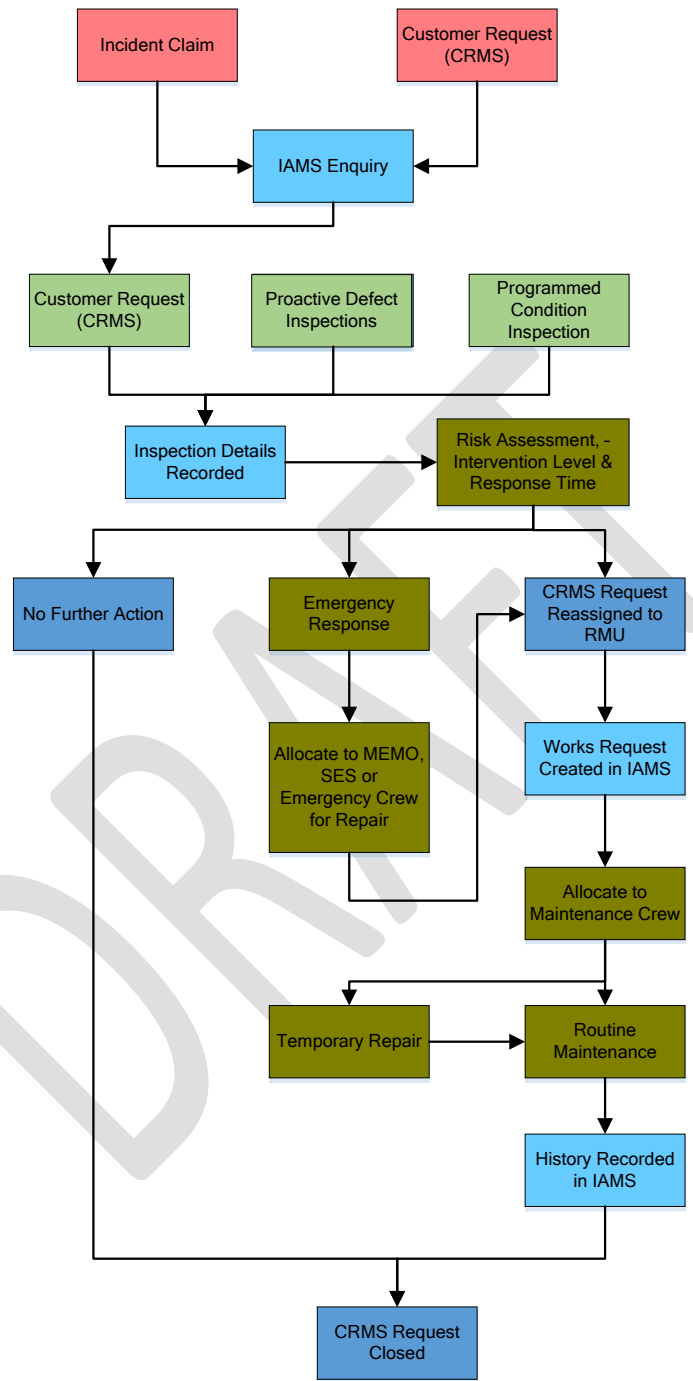 Incident Claim
Customer Request
(CRMS)
IAMS Enquiry
Customer Request
(CRMS)
Proactive Defect
Inspections
Programmed
Condition
Inspection
Inspection Details
Recorded
Risk Assessment, -
Intervention Level &
Response Time
No Further Action
Emergency
Response
CRMS Request
Reassigned to
RMU
Allocate to MEMO,
SES or
Emergency Crew
for Repair
Works Request
Created in IAMS
Allocate to
Maintenance Crew
Temporary Repair
Routine
Maintenance
History Recorded
in IAMS
CRMS Request
Closed
DRAFT